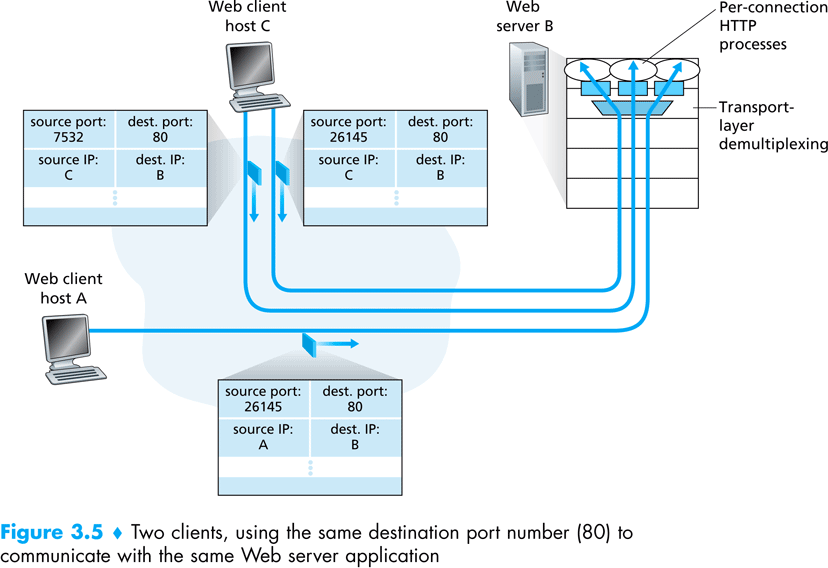 Web client
host C
Web
server B
Per-connection
HTTP
processes
Transport-
layer
demultiplexing
source port:
7532
dest. port:
80
source IP:
C
dest. IP:
B
source port:
26145
dest. port:
80
source IP:
C
dest. IP:
B
Web client
host A
source port:
26145
dest. port:
80
source IP:
A
dest. IP:
B
Figure 3.5 ♦ Two clients, using the same destination port number (80) to
communicate with the same Web server application